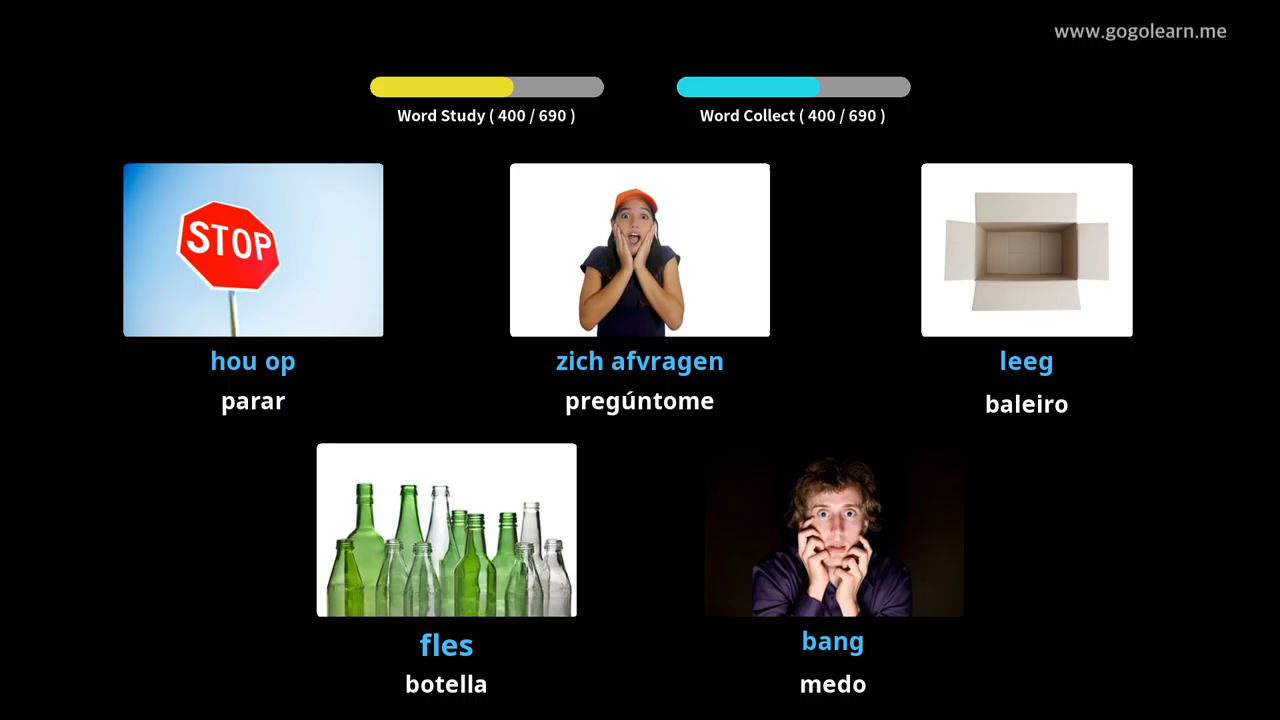 www.gogolearn.me
Word Study ( 400 / 690 )
Word Collect ( 400 / 690 )
STOP
hou op
parar
zich afvragen
pregúntome
leeg
baleiro
fles
botella
bang
medo